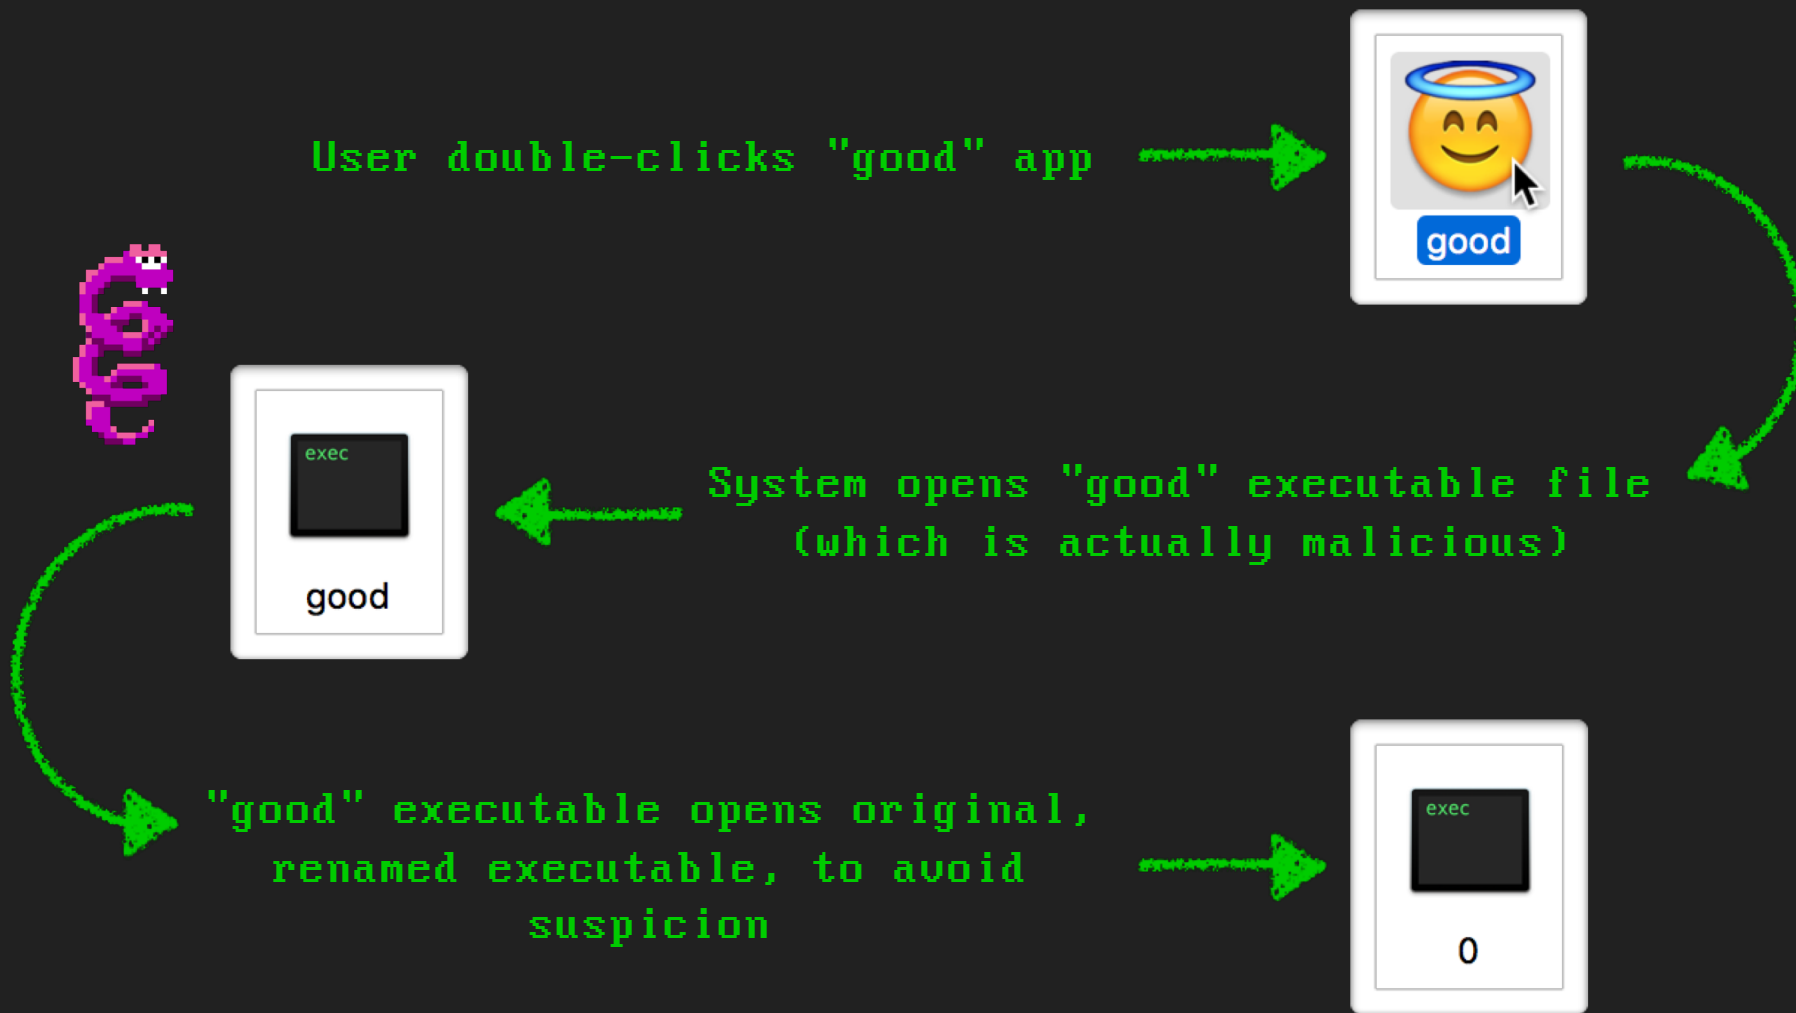 User double-clicks "good" app
good
exec
good
System opens "good" executable file
(which is actually malicious)
"good" executable opens original,
renamed executable, to avoid
suspicion
exec
0